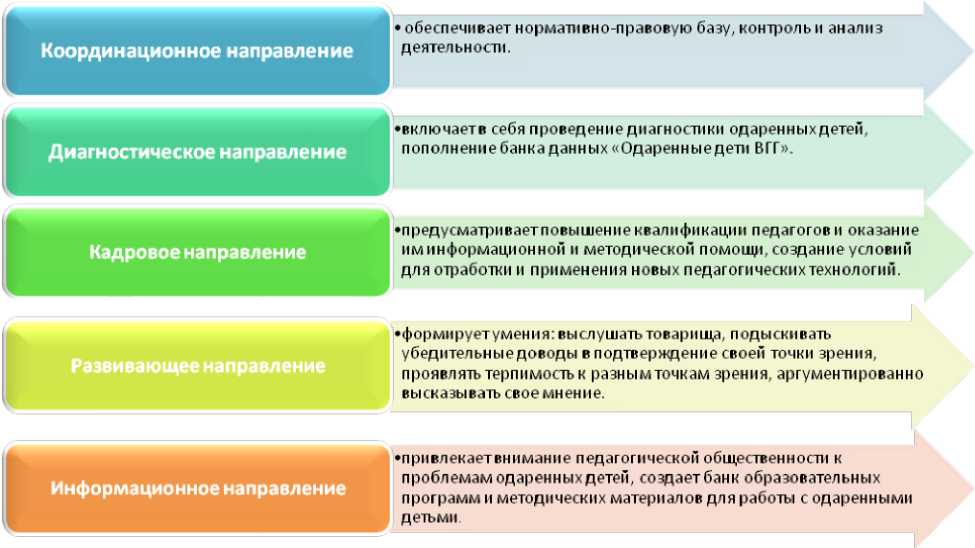 Координационное направление
• обеспечивает нормативно-правовую базу, контроль и анализ
деятельности.
Диагностическое направление
•включает в себя проведение диагностики одаренных детей,
пополнение банка данных «Одаренные дети ВГГ».
Кадровое направление
•предусматривает повышение квалификации педагогов и оказание
им информационной и методической помощи, создание условий
для отработки и применения новых педагогических технологий.
Развивающее направление
•формирует умения: выслушать товарища, подыскивать
убедительные доводы в подтверждение своей точки зрения,
проявлять терпимость к разным точкам зрения, аргументированно
высказывать свое мнение.
Информационное направление
•привлекает внимание педагогической общественности к
проблемам одаренных детей, создает банк образовательных
программ и методических материалов для работы с одаренными
детьми.